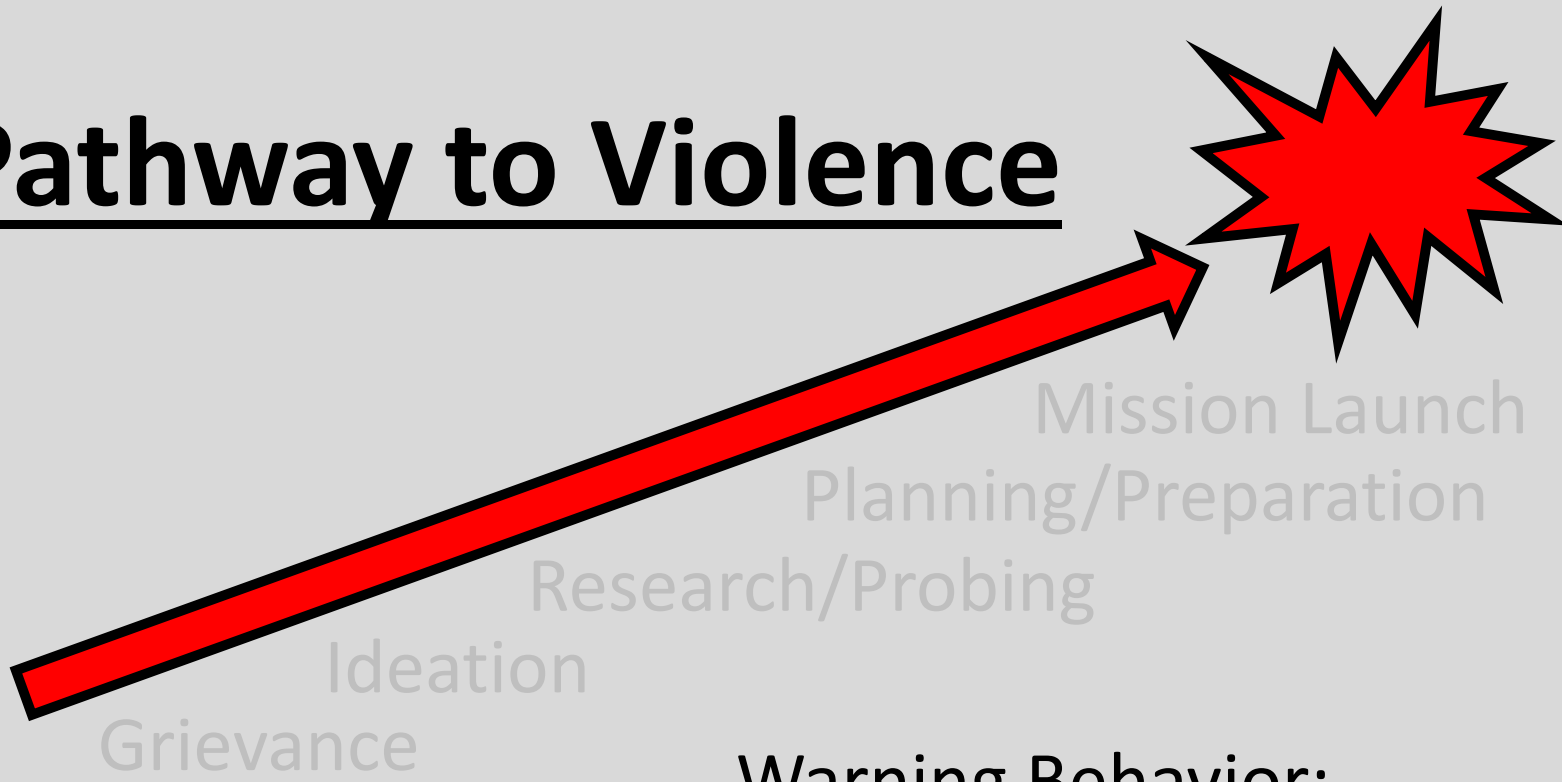 Pathway to Violence
Mission Launch
Planning/Preparation
Research/Probing
Ideation
Grievance
Warning Behavior: